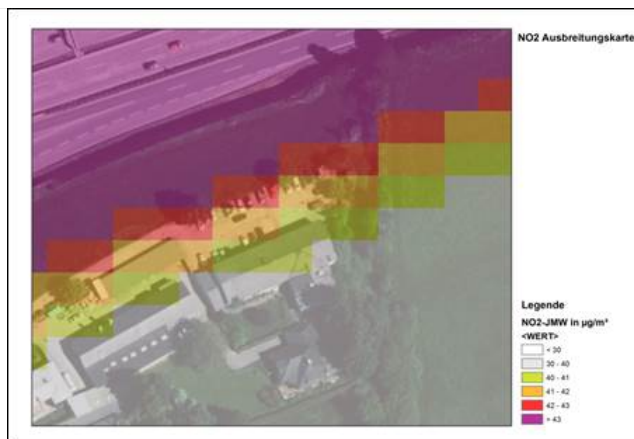 NO2 Ausbreitungskarte
Legende
NO2-JMW in µg/m³
<WERT>
< 30
30 - 40
40 - 41
41 - 42
42 - 43
> 43